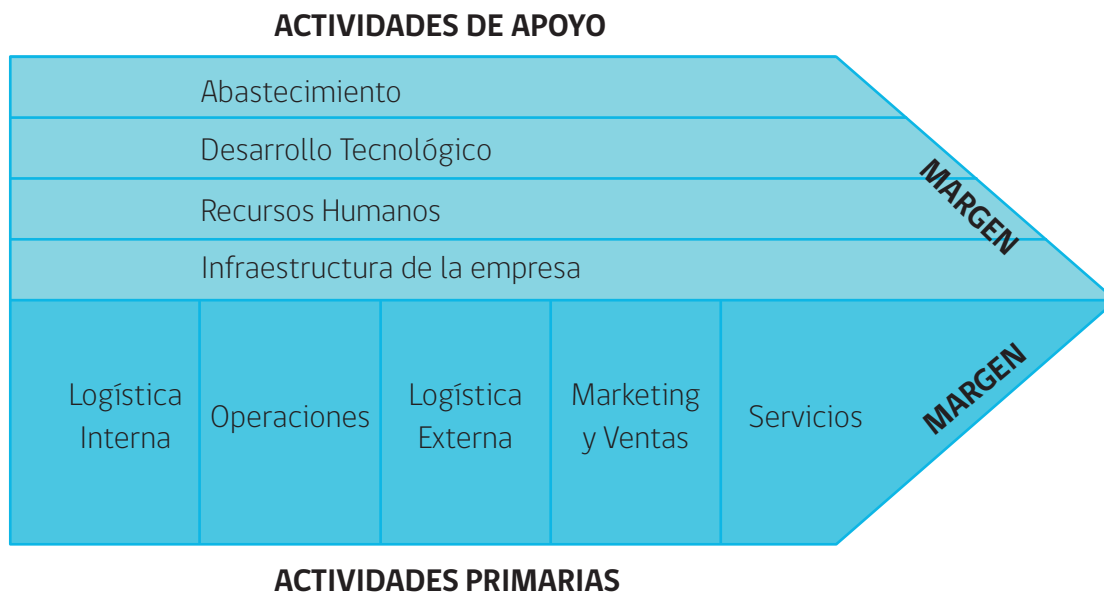 ACTIVIDADES DE APOYO
Abastecimiento
Desarrollo Tecnológico
Recursos Humanos
Infraestructura de la empresa
MARGEN
Logística
Interna
Operaciones
Logística
Externa
Marketing
y Ventas
Servicios
MARGEN
ACTIVIDADES PRIMARIAS